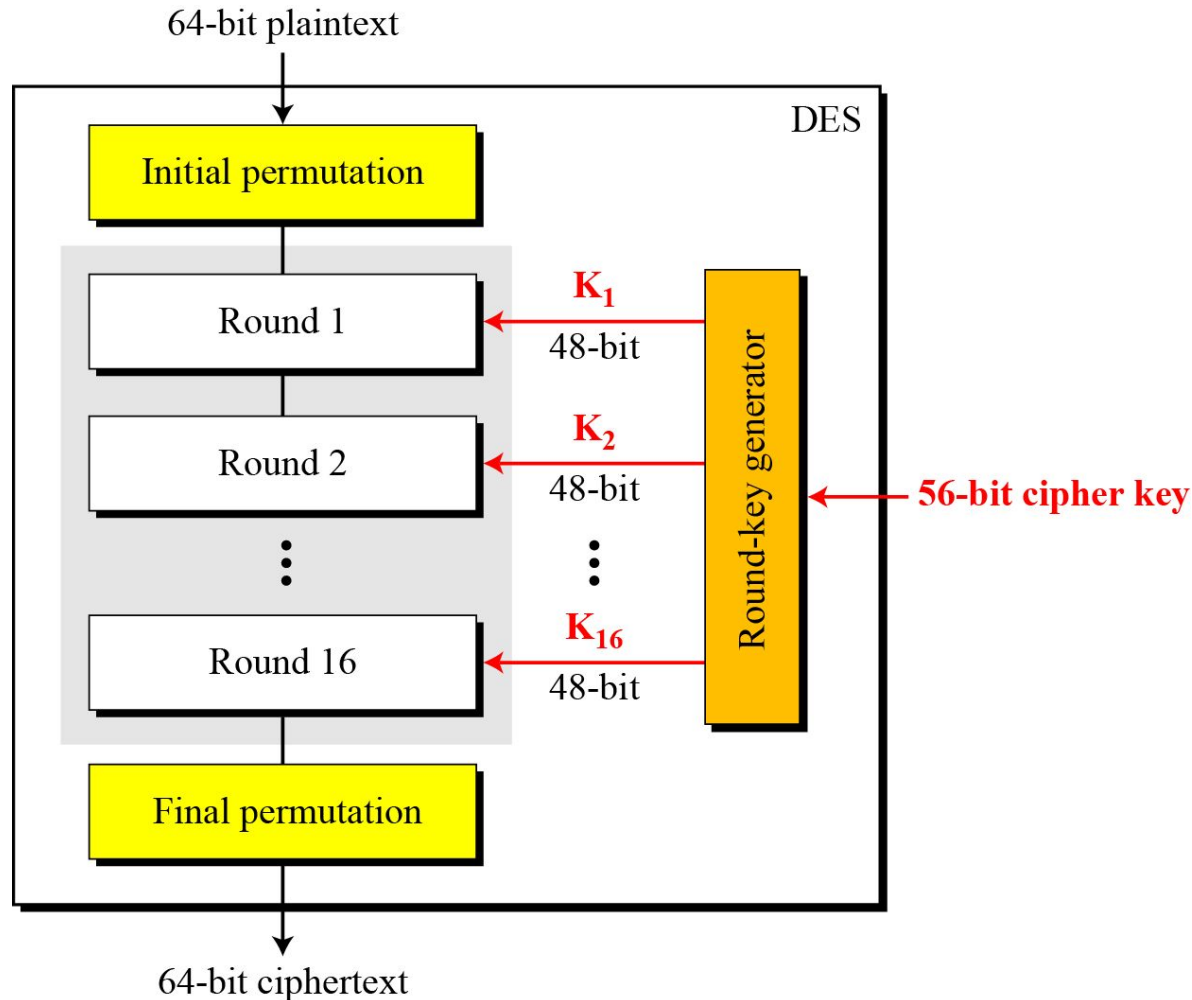 64-bit plaintext
DES
Initial permutation
Round 1
K1
48-bit
Round 2
K2
48-bit
Round-key generator
56-bit cipher key
Round 16
K16
48-bit
Final permutation
64-bit ciphertext